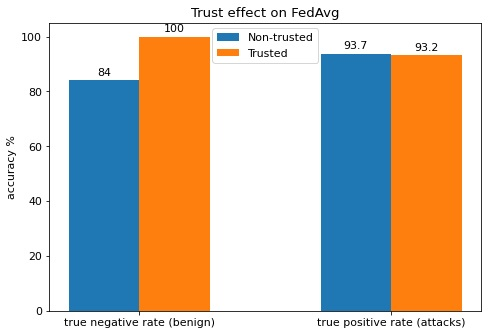 Trust effect on FedAvg
100
93.7
93.2
84
Non-trusted
Trusted
accuracy %
100
80
60
40
20
0
true negative rate (benign)
true positive rate (attacks)